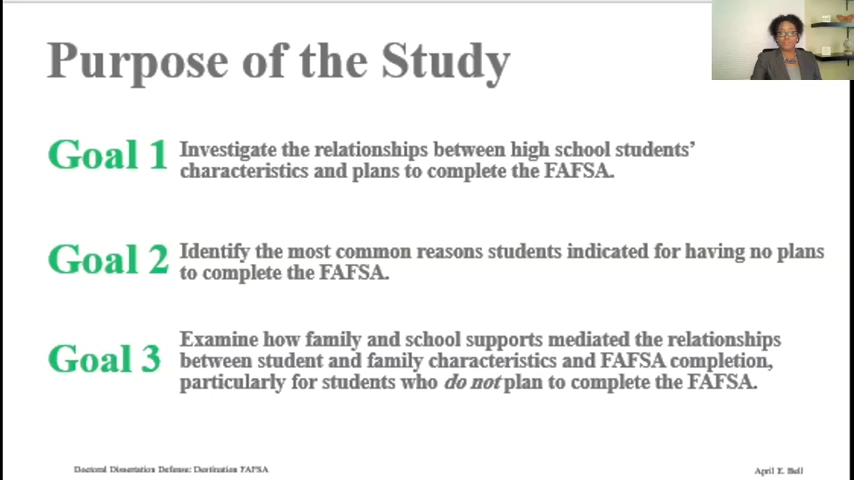 Purpose of the Study
Goal 1
Investigate the relationships between high school students’
characteristics and plans to complete the FAFSA.
Goal 2
Identify the most common reasons students indicated for having no plans
to complete the FAFSA.
Goal 3
Examine how family and school supports mediated the relationships
between student and family characteristics and FAFSA completion,
particularly for students who do not plan to complete the FAFSA.
Doctoral Dissertation Defense: Destination FAFSA
April E. Bell